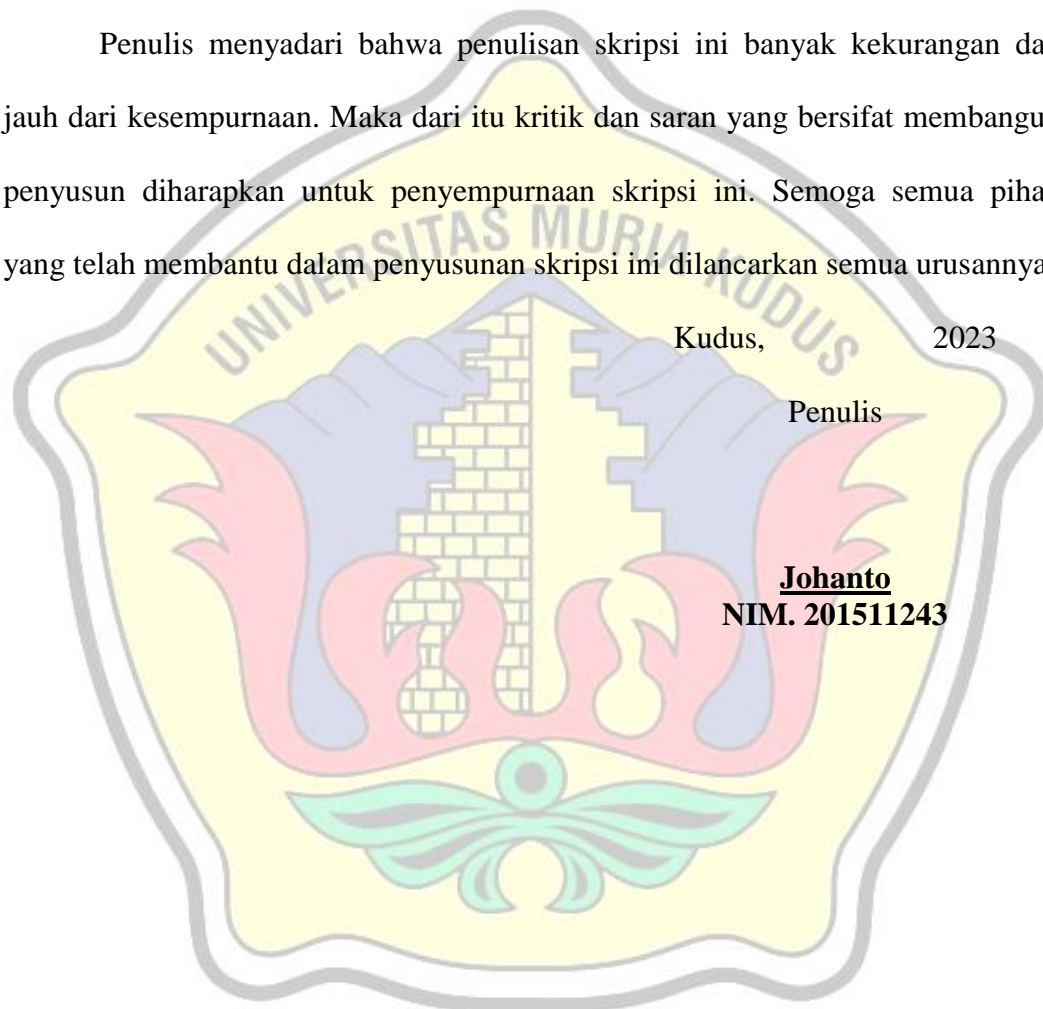 Penulis menyadari bahwa penulisan skripsi ini banyak kekurangan da
jauh dari kesempurnaan. Maka dari itu kritik dan saran yang bersifat membangu
penyusun diharapkan untuk penyempurnaan skripsi ini. Semoga semua piha
yang telah membantu dalam penyusunan skripsi ini dilancarkan semua urusannya
UNIVERSITAS MURIA KUDUS
Kudus, 2023
Penulis
Johanto
NIM. 201511243